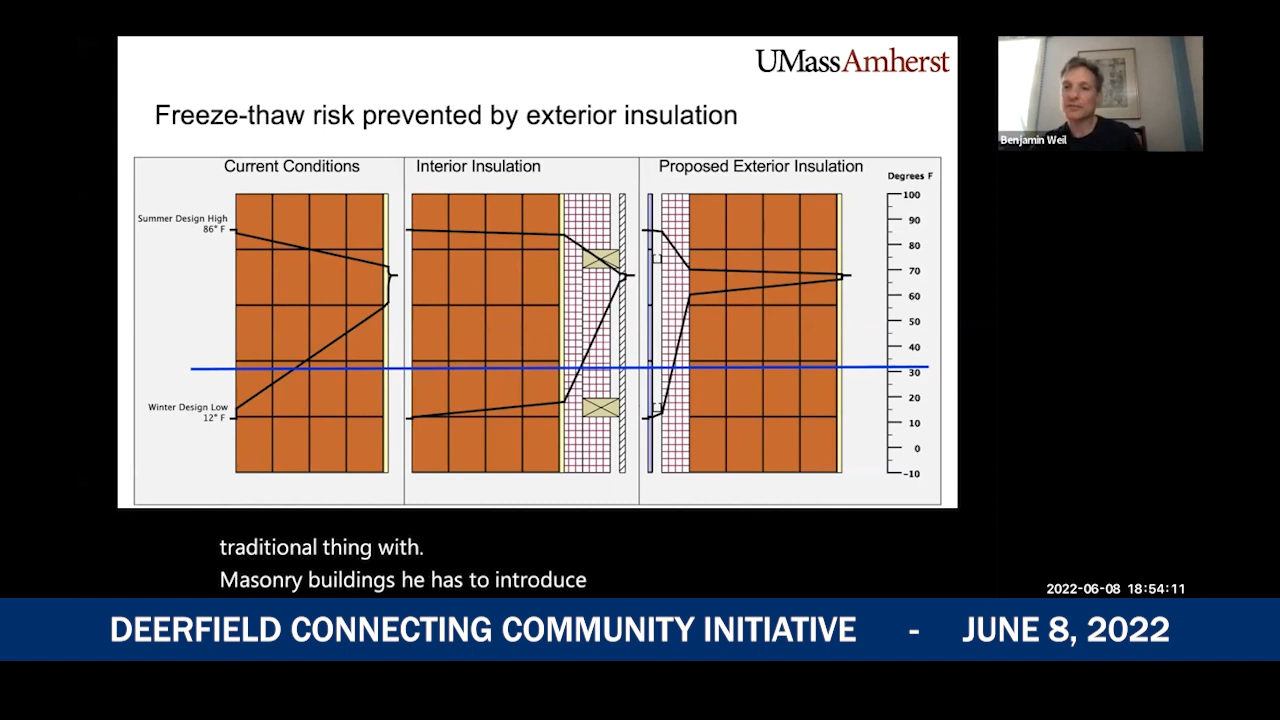 UMassAmherst
Freeze-thaw risk prevented by exterior insulation
Current Conditions
Interior Insulation
Proposed Exterior Insulation
Degrees F
Summer Design High
86° F
Winter Design Low
12° F
100
90
80
70
60
50
40
30
20
10
0
-10
Benjamin Weil
traditional thing with.
Masonry buildings he has to introduce
2022-06-08 18:54:11
DEERFIELD CONNECTING COMMUNITY INITIATIVE - JUNE 8, 2022